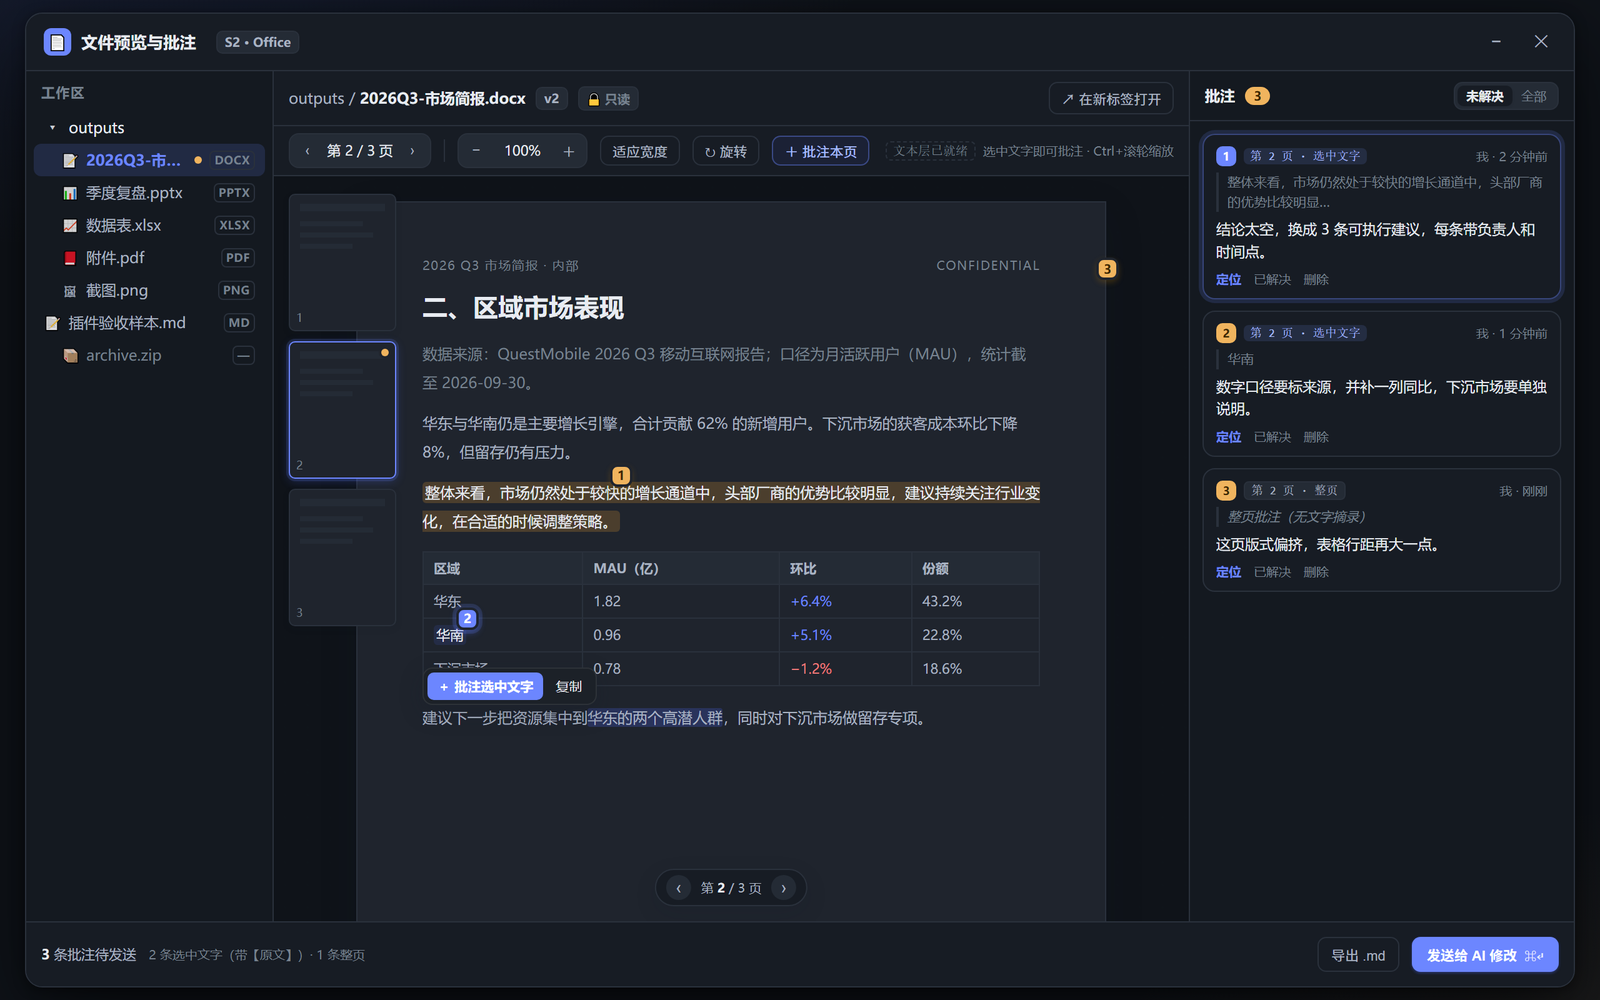 文件预览与批注 S2 • Office
工作区
outputs
2026Q3-市... DOCX
季度复盘.pptx PPTX
数据表.xlsx XLSX
附件.pdf PDF
截图.png PNG
插件验收样本.md MD
archive.zip —
outputs / 2026Q3-市场简报.docx v2 只读 ↗ 在新标签打开
‹ 第 2 / 3 页 › − 100% + 适应宽度 ↻ 旋转 + 批注本页 文本层已就绪 选中文字即可批注 · Ctrl+滚轮缩放
1
2
3
2026 Q3 市场简报 · 内部 CONFIDENTIAL
3
二、区域市场表现
数据来源：QuestMobile 2026 Q3 移动互联网报告；口径为月活跃用户（MAU），统计截
至 2026-09-30。
华东与华南仍是主要增长引擎，合计贡献 62% 的新增用户。下沉市场的获客成本环比下降
8%，但留存仍有压力。
1
整体来看，市场仍然处于较快的增长通道中，头部厂商的优势比较明显，建议持续关注行业变
化，在合适的时候调整策略。
区域 MAU（亿） 环比 份额
华东 1.82 +6.4% 43.2%
2
华南 0.96 +5.1% 22.8%
下沉市场 0.78 −1.2% 18.6%
+ 批注选中文字 复制
建议下一步把资源集中到华东的两个高潜人群，同时对下沉市场做留存专项。
‹ 第 2 / 3 页 ›
批注 3 未解决 全部
1 第 2 页 · 选中文字 我 · 2 分钟前
整体来看，市场仍然处于较快的增长通道中，头部厂商
的优势比较明显...
结论太空，换成 3 条可执行建议，每条带负责人和
时间点。
定位 已解决 删除
2 第 2 页 · 选中文字 我 · 1 分钟前
华南
数字口径要标来源，并补一列同比，下沉市场要单独
说明。
定位 已解决 删除
3 第 2 页 · 整页 我 · 刚刚
整页批注（无文字摘录）
这页版式偏挤，表格行距再大一点。
定位 已解决 删除
3 条批注待发送 2 条选中文字（带【原文】）· 1 条整页
导出 .md 发送给 AI 修改 ⌘↵